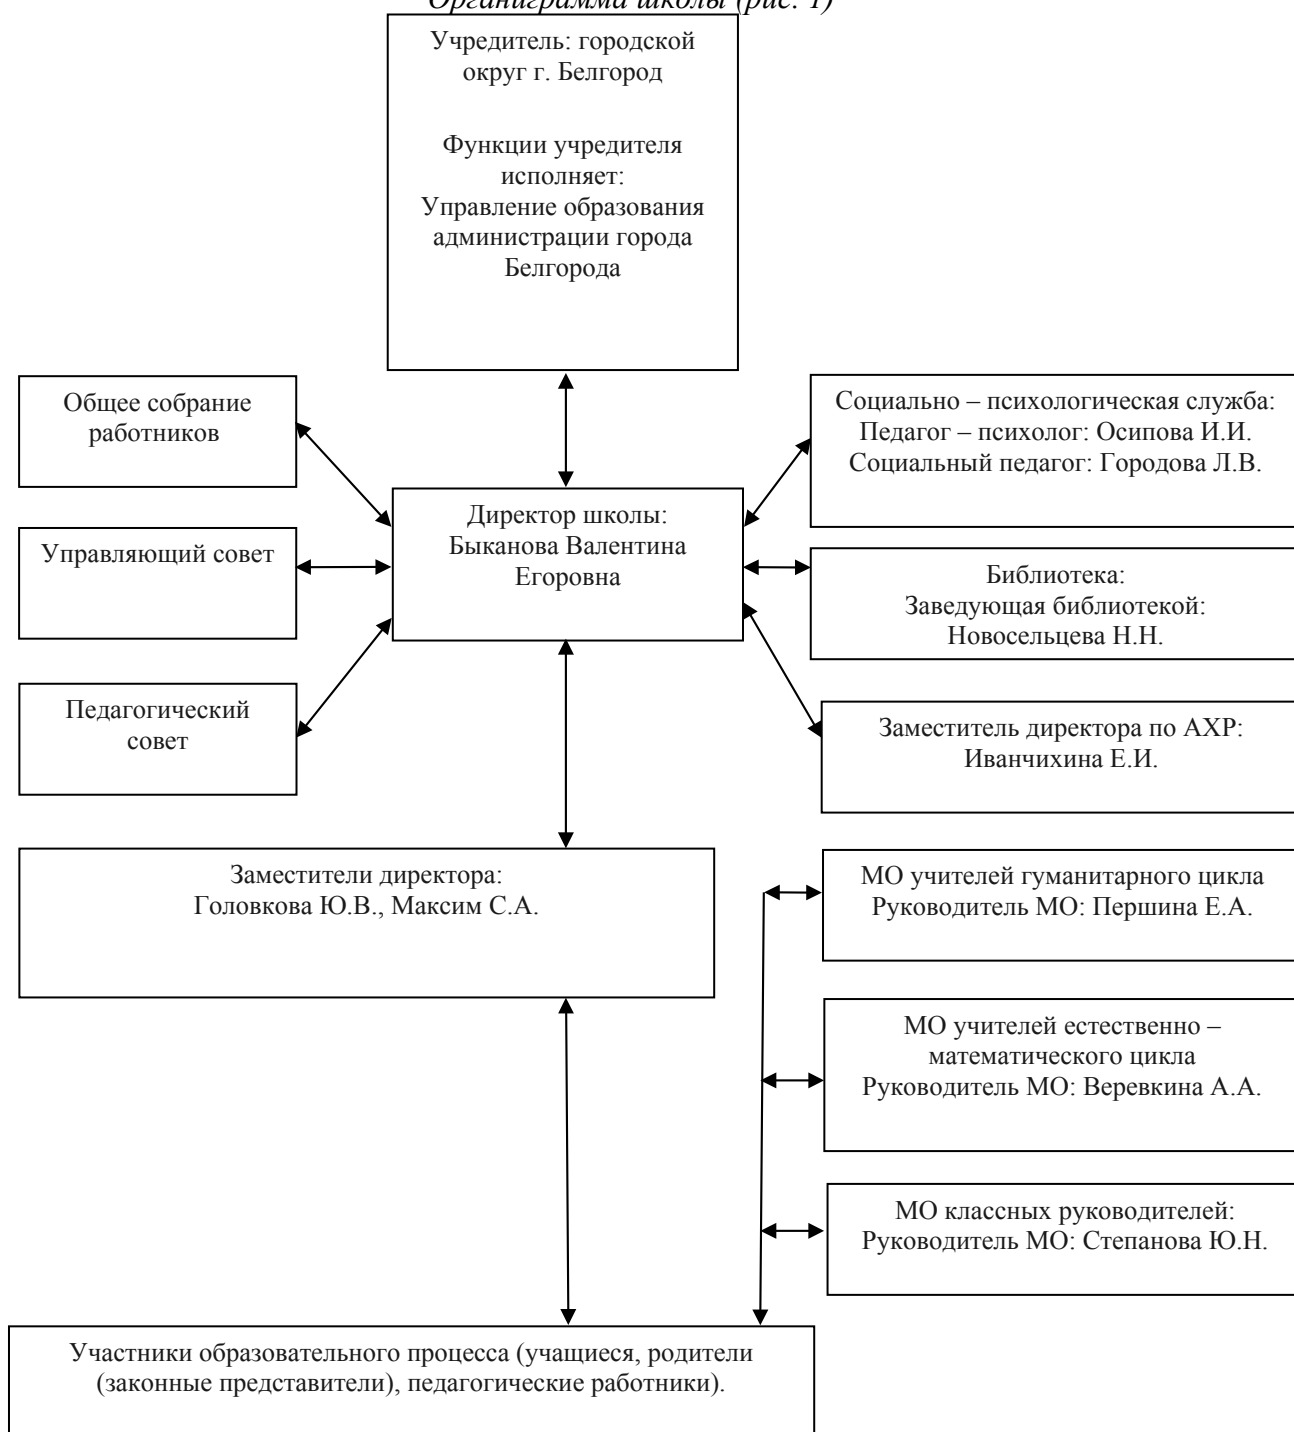 Органиграмма школы (рис. 1)
Учредитель: городской
округ г. Белгород
Функции учредителя
исполняет:
Управление образования
администрации города
Белгорода
Общее собрание
работников
Социально – психологическая служба:
Педагог – психолог: Осипова И.И.
Социальный педагог: Городова Л.В.
Директор школы:
Быканова Валентина
Егоровна
Управляющий совет
Библиотека:
Заведующая библиотекой:
Новосельцева Н.Н.
Педагогический
совет
Заместитель директора по АХР:
Иванчихина Е.И.
Заместители директора:
Головкова Ю.В., Максим С.А.
МО учителей гуманитарного цикла
Руководитель МО: Першина Е.А.
МО учителей естественно –
математического цикла
Руководитель МО: Веревкина А.А.
МО классных руководителей:
Руководитель МО: Степанова Ю.Н.
Участники образовательного процесса (учащиеся, родители
(законные представители), педагогические работники).